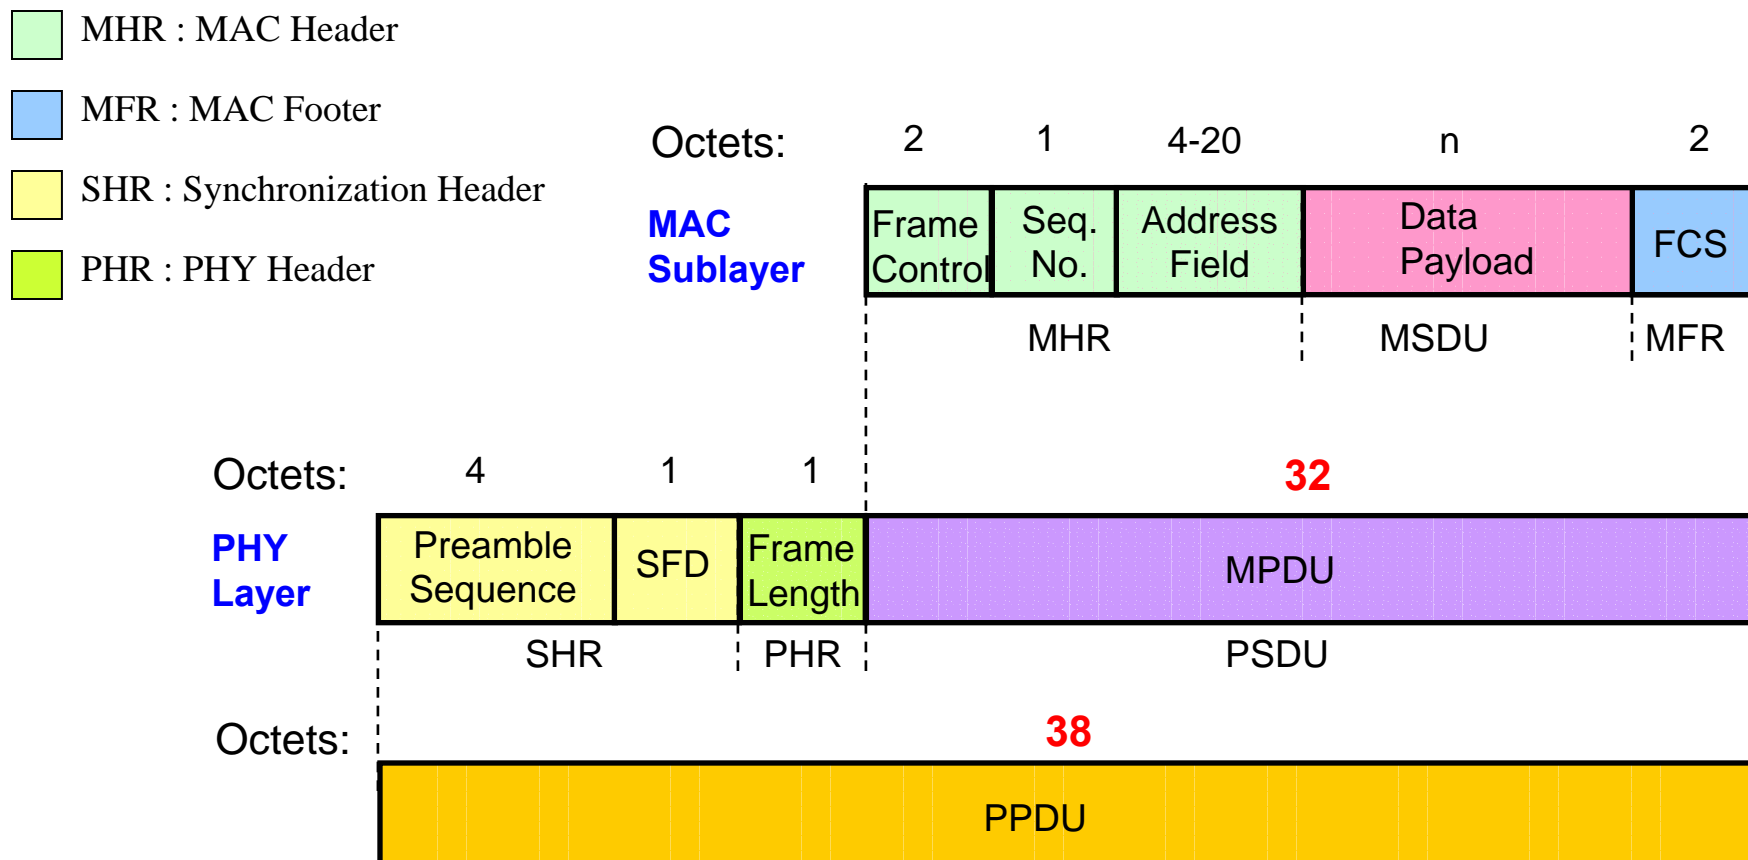 MHR : MAC Header
MFR : MAC Footer
SHR : Synchronization Header
PHR : PHY Header
Octets: 2 1 4-20 n 2
MAC
Sublayer
Frame
Control
Seq.
No.
Address
Field
Data
Payload
FCS
MHR MSDU MFR
Octets: 4 1 1 32
PHY
Layer
Preamble
Sequence
SFD
Frame
Length
MPDU
SHR PHR PSDU
Octets: 38
PPDU